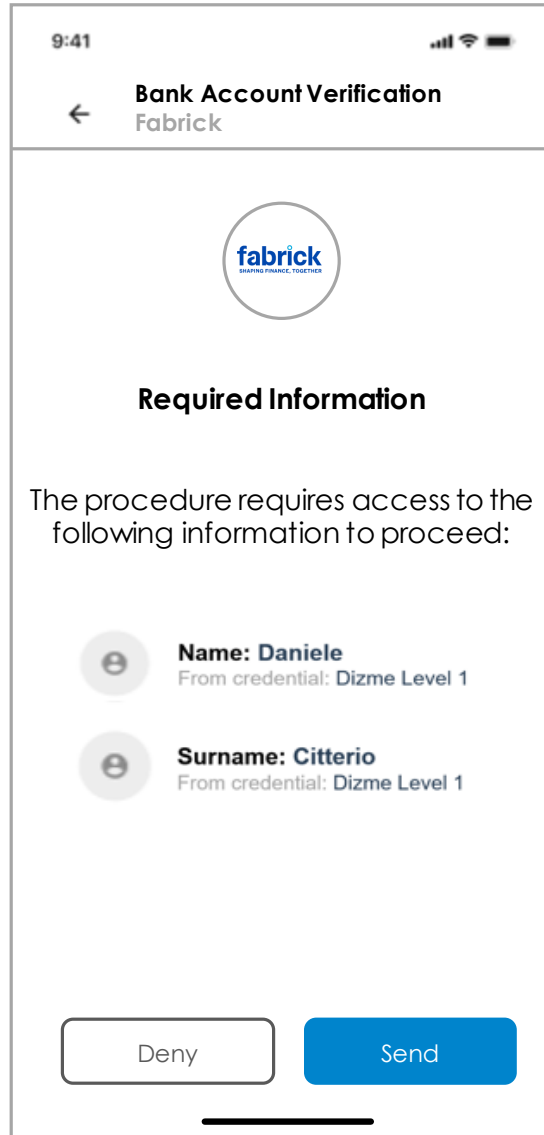 9:41
Bank Account Verification
Fabrick
fabrick
SHAPING FINANCE, TOGETHER
Required Information
The procedure requires access to the
following information to proceed:
Name: Daniele
From credential: Dizme Level 1
Surname: Citterio
From credential: Dizme Level 1
Deny
Send